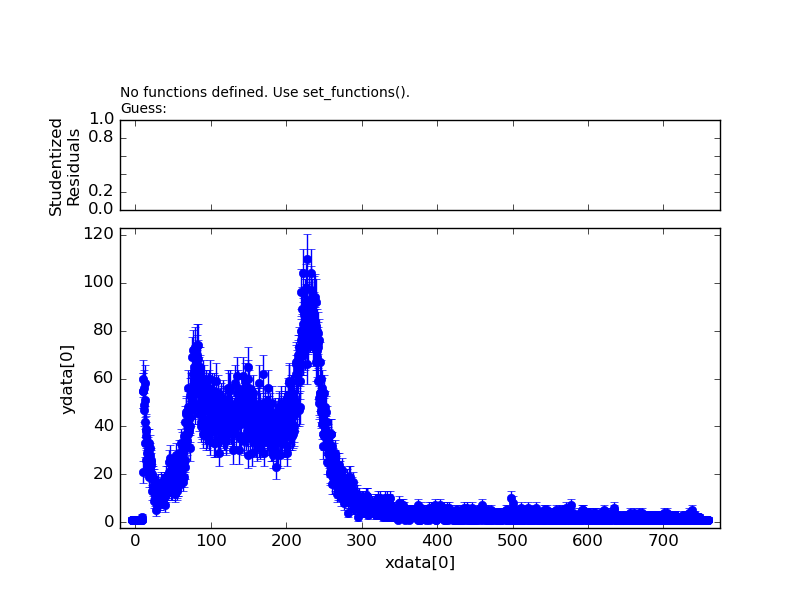 No functions defined. Use set_functions().
Guess:
1.0
0.8
0.2
0.0
Studentized
Residuals
120
100
80
60
40
20
0
ydata[0]
0 100 200 300 400 500 600 700
xdata[0]